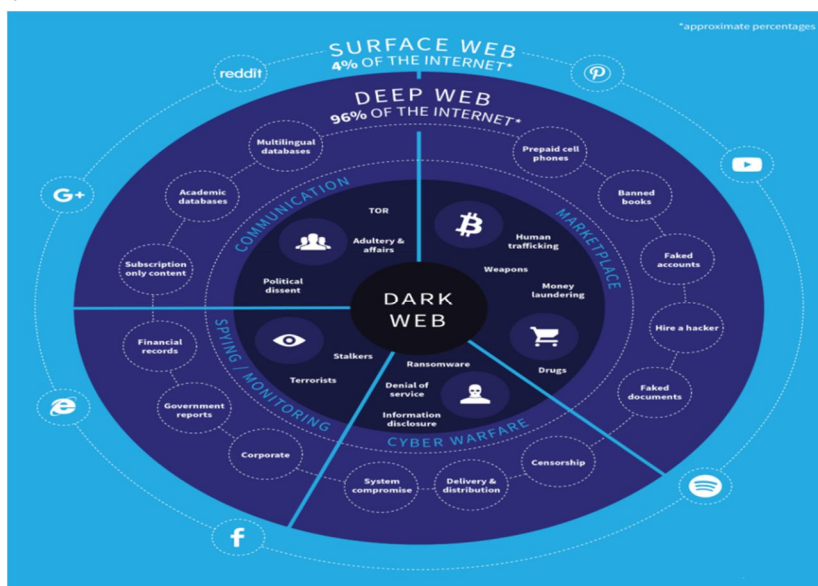 *approximate percentages
SURFACE WEB
4% OF THE INTERNET*
reddit
DEEP WEB
96% OF THE INTERNET*
Multilingual
databases
Prepaid cell
phones
G+
Academic
databases
Banned
books
COMMUNICATION
MARKETPLACE
TOR
Adultery &
affairs
Human
trafficking
Subscription
only content
Faked
accounts
Political
dissent
Weapons
Money
laundering
DARK
WEB
Financial
records
Hire a hacker
SPYING / MONITORING
Stalkers
Terrorists
Ransomware
Denial of
service
Information
disclosure
Drugs
Faked
documents
Government
reports
CYBER WARFARE
Corporate
System
compromise
Delivery &
distribution
Censorship
f